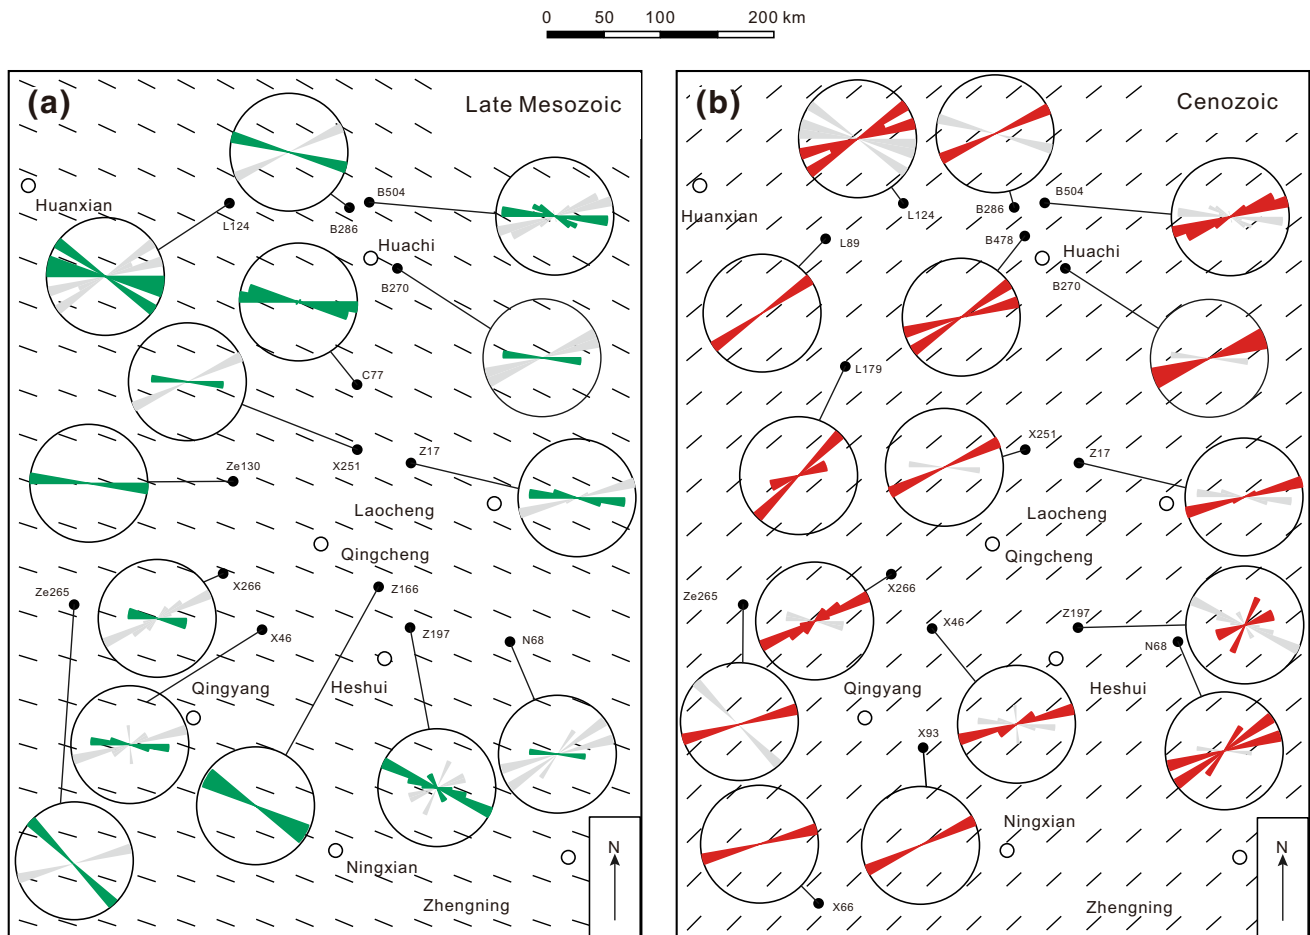 0 50 100 200 km
(a)
Late Mesozoic
Huanxian
L124
B286
B504
Huachi
B270
C77
X251
Z17
Ze130
Laocheng
Qingcheng
X266
Ze265
Z166
X46
Z197
N68
Qingyang
Heshui
Ningxian
Zhengning
N
(b)
Cenozoic
Huanxian
L124
B286
B504
L89
B478
Huachi
B270
L179
X251
Z17
Laocheng
Qingcheng
X266
Ze265
X46
Z197
N68
Qingyang
Heshui
X93
Ningxian
X66
Zhengning
N